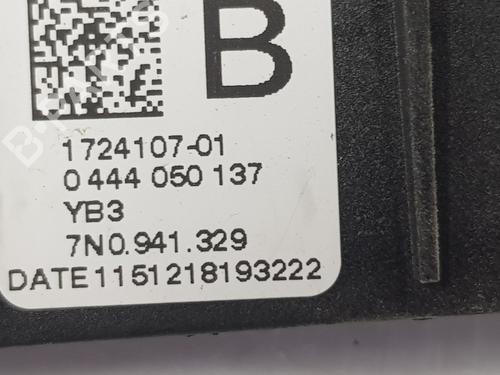 B
1724107-01
0 444 050 137
YB3
7N0.941.329
DATE1151218193222